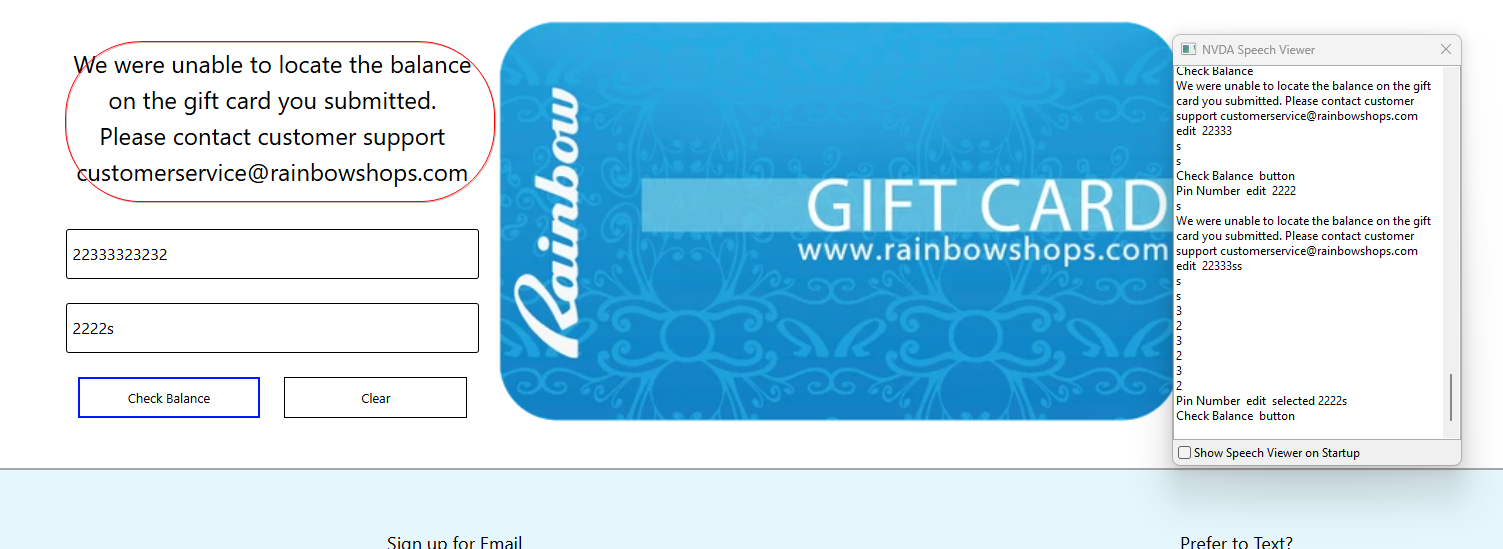 We were unable to locate the balance
on the gift card you submitted.
Please contact customer support
customerservice@rainbowshops.com
22333323232
2222s
Check Balance
Clear
Rainbow
GIFT CARD
www.rainbowshops.com
NVDA Speech Viewer
Check Balance
We were unable to locate the balance on the gift
card you submitted. Please contact customer
support customerservice@rainbowshops.com
edit 22333
s
s
Check Balance button
Pin Number edit 2222
s
We were unable to locate the balance on the gift
card you submitted. Please contact customer
support customerservice@rainbowshops.com
edit 22333ss
s
s
3
2
3
2
3
2
Pin Number edit selected 2222s
Check Balance button
Show Speech Viewer on Startup
Sign up for Email
Prefer to Text?